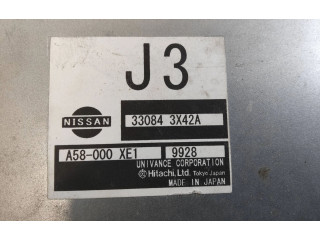 J3
NISSAN
33084 3X42A
A58-000 XE1 9928
UNIVANCE CORPORATION
Hitachi, Ltd. Tokyo Japan
MADE IN JAPAN